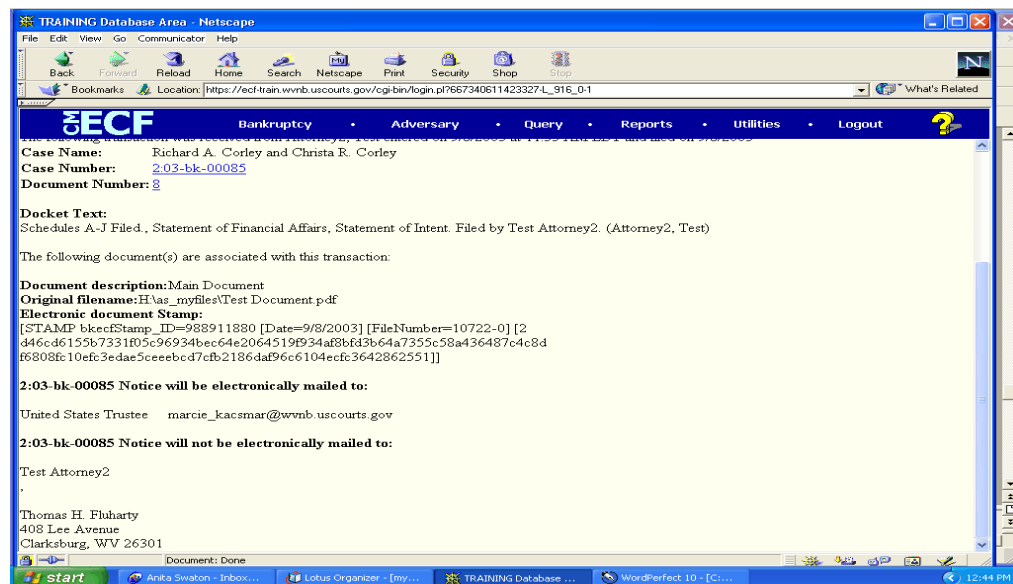 TRAINING Database Area - Netscape
File Edit View Go Communicator Help
Back Forward Reload Home Search Netscape Print Security Shop Stop
Bookmarks Location: https://ecf-train.wvnb.uscourts.gov/cgi-bin/login.pl?667340611423327-L_916_0-1 What's Related
CM ECF Bankruptcy • Adversary • Query • Reports • Utilities • Logout ?
Case Name: Richard A. Corley and Christa R. Corley
Case Number: 2:03-bk-00085
Document Number: 8
Docket Text:
Schedules A-J Filed., Statement of Financial Affairs, Statement of Intent. Filed by Test Attorney2. (Attorney2, Test)
The following document(s) are associated with this transaction:
Document description:Main Document
Original filename:H:\as_myfiles\Test Document.pdf
Electronic document Stamp:
[STAMP bkecfStamp_ID=988911880 [Date=9/8/2003] [FileNumber=10722-0] [2
d46cd6155b7331f05c96934bec64e2064519f934af8bfd3b64a7355c58a436487c4c8d
f6808fc10efc3edae5ceeebcd7cfb2186daf96c6104ecfc3642862551]]
2:03-bk-00085 Notice will be electronically mailed to:
United States Trustee marcie_kacsmar@wvnb.uscourts.gov
2:03-bk-00085 Notice will not be electronically mailed to:
Test Attorney2
,
Thomas H. Fluharty
408 Lee Avenue
Clarksburg, WV 26301
Document: Done
start Anita Swaton - Inbox... Lotus Organizer - [my... TRAINING Database ... WordPerfect 10 - [C:... 12:44 PM